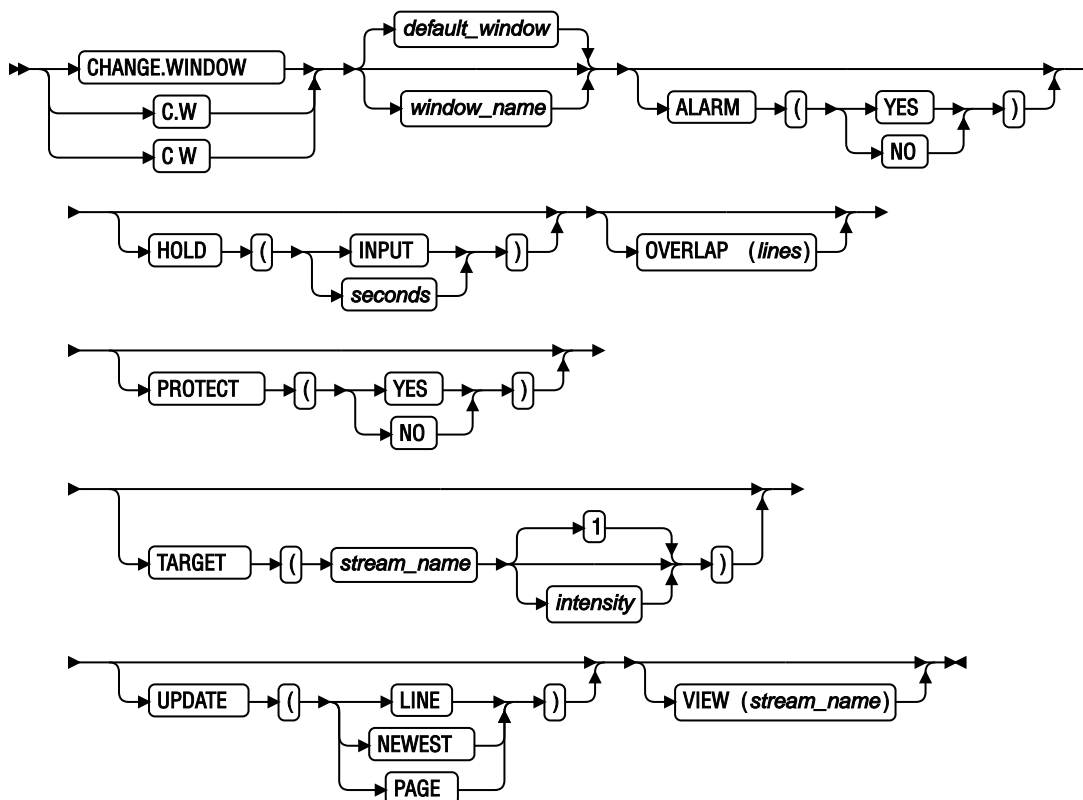 default_window
CHANGE.WINDOW
C.W
window_name
ALARM ( YES )
C W
NO
HOLD ( INPUT )
OVERLAP (lines)
seconds
PROTECT ( YES )
NO
1
TARGET ( stream_name )
intensity
UPDATE ( LINE )
VIEW (stream_name)
NEWEST
PAGE